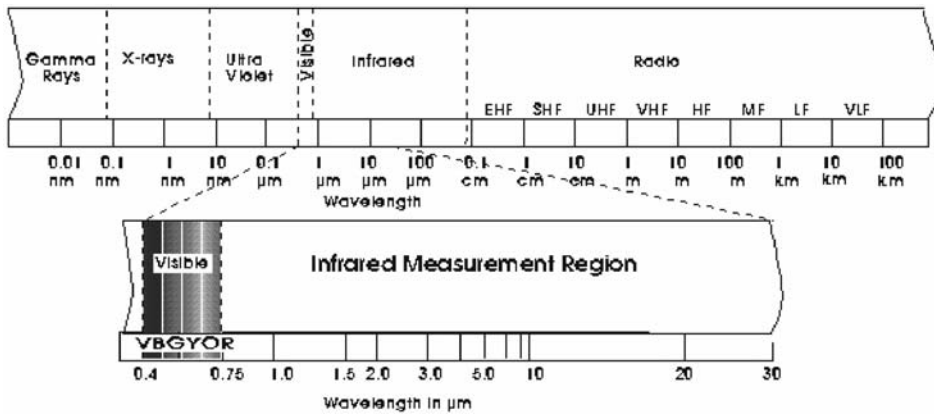 Gamma Rays
X-rays
Ultra Violet
Visible
Infrared
Radio
EHF SHF UHF VHF HF MF LF VLF
0.01 nm
0.1 nm
1 nm
10 nm
0.1 µm
1 µm
10 µm
100 µm
0.1 cm
1 cm
10 cm
1 m
10 m
100 m
1 km
10 km
100 km
Wavelength
Visible
Infrared Measurement Region
VBGYOR
0.4 0.75 1.0 1.5 2.0 3.0 5.0 10 20 30
Wavelength in µm